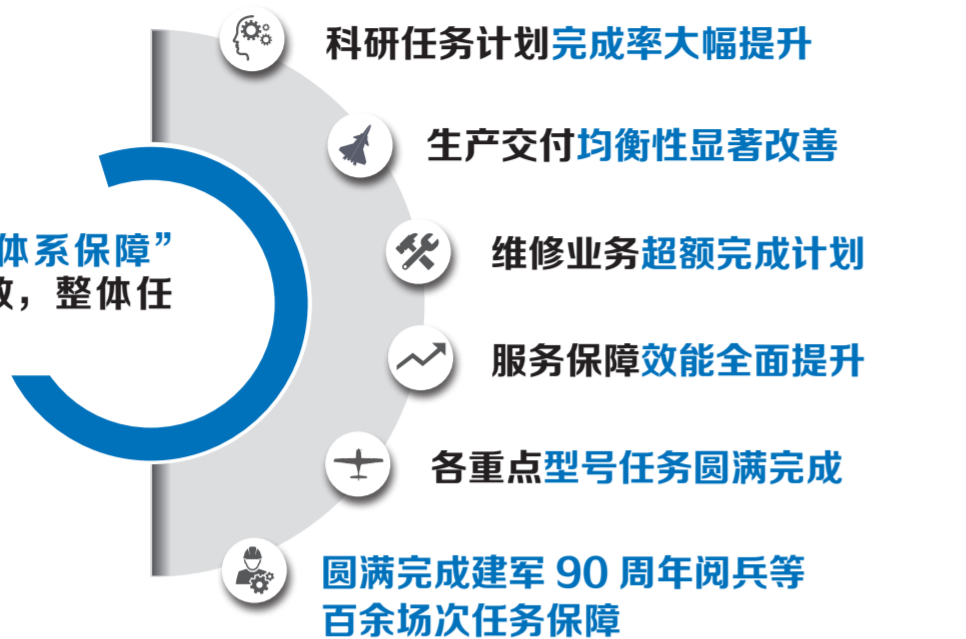 科研任务计划完成率大幅提升
生产交付均衡性显著改善
体系保障”
，整体任
维修业务超额完成计划
服务保障效能全面提升
各重点型号任务圆满完成
圆满完成建军 90 周年阅兵等
百余场次任务保障